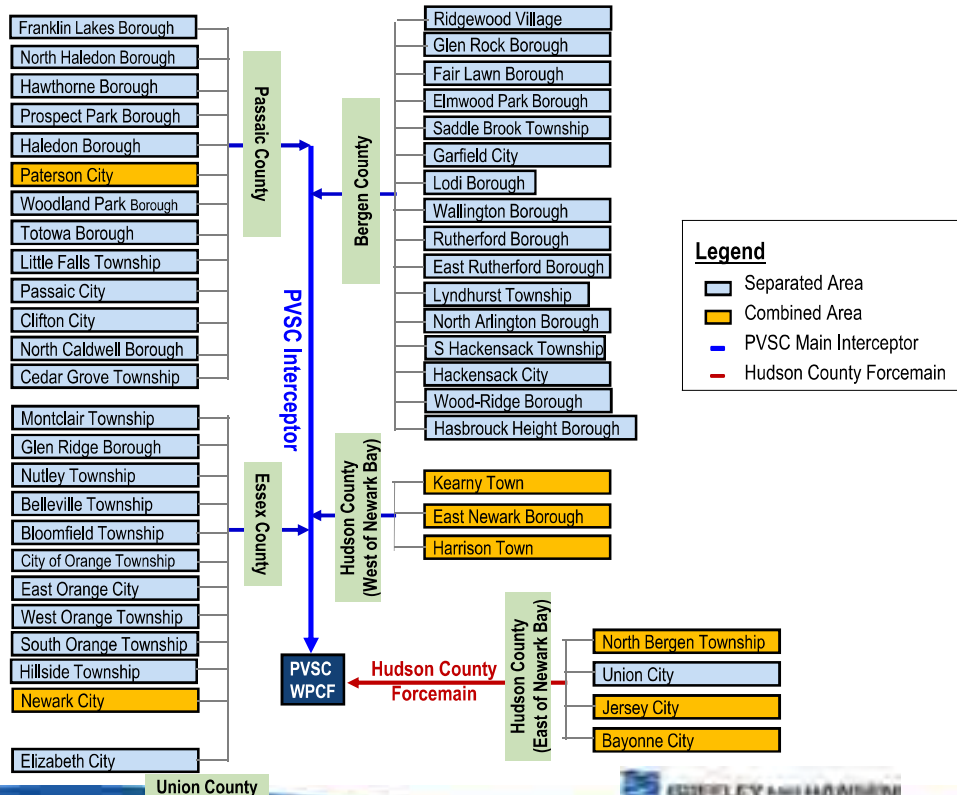 Franklin Lakes Borough
North Haledon Borough
Hawthorne Borough
Prospect Park Borough
Haledon Borough
Paterson City
Woodland Park Borough
Totowa Borough
Little Falls Township
Passaic City
Clifton City
North Caldwell Borough
Cedar Grove Township
Passaic County
Montclair Township
Glen Ridge Borough
Nutley Township
Belleville Township
Bloomfield Township
City of Orange Township
East Orange City
West Orange Township
South Orange Township
Hillside Township
Newark City
Elizabeth City
Essex County
Union County
PVSC Interceptor
PVSC
WPCF
Bergen County
Ridgewood Village
Glen Rock Borough
Fair Lawn Borough
Elmwood Park Borough
Saddle Brook Township
Garfield City
Lodi Borough
Wallington Borough
Rutherford Borough
East Rutherford Borough
Lyndhurst Township
North Arlington Borough
S Hackensack Township
Hackensack City
Wood-Ridge Borough
Hasbrouck Height Borough
Hudson County
(West of Newark Bay)
Kearny Town
East Newark Borough
Harrison Town
Hudson County
Forcemain
Hudson County
(East of Newark Bay)
North Bergen Township
Union City
Jersey City
Bayonne City
Legend
Separated Area
Combined Area
PVSC Main Interceptor
Hudson County Forcemain